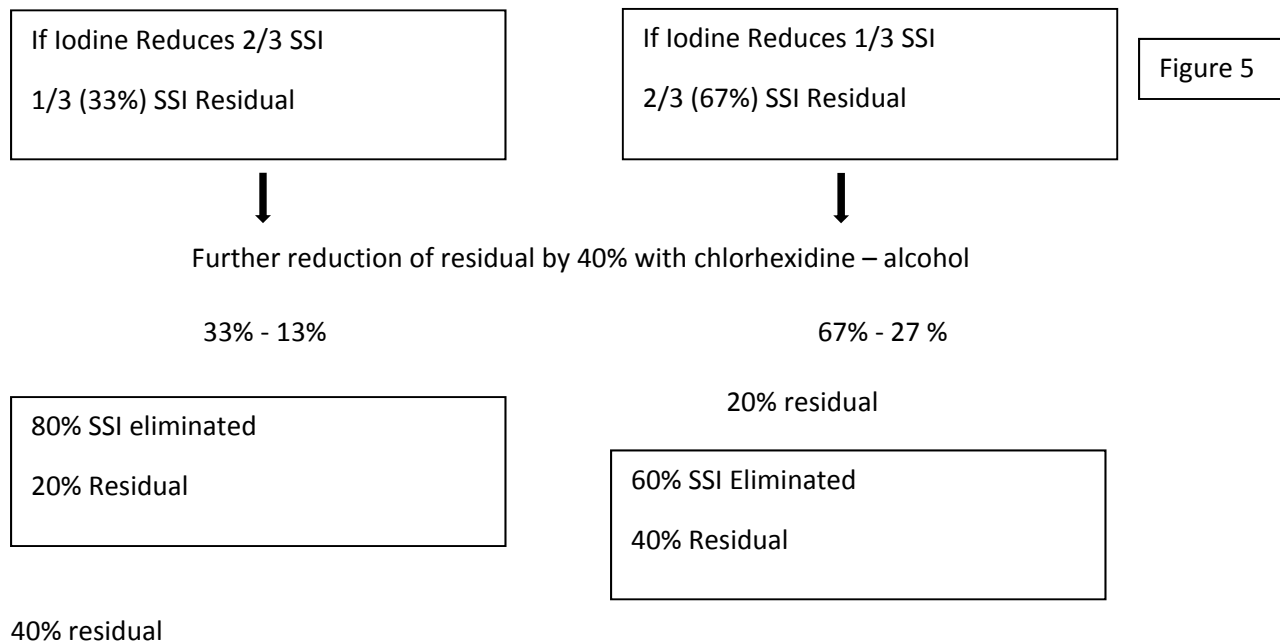 If Iodine Reduces 2/3 SSI
1/3 (33%) SSI Residual
If Iodine Reduces 1/3 SSI
2/3 (67%) SSI Residual
Figure 5
Further reduction of residual by 40% with chlorhexidine – alcohol
33% - 13%
67% - 27 %
80% SSI eliminated
20% Residual
20% residual
60% SSI Eliminated
40% Residual
40% residual